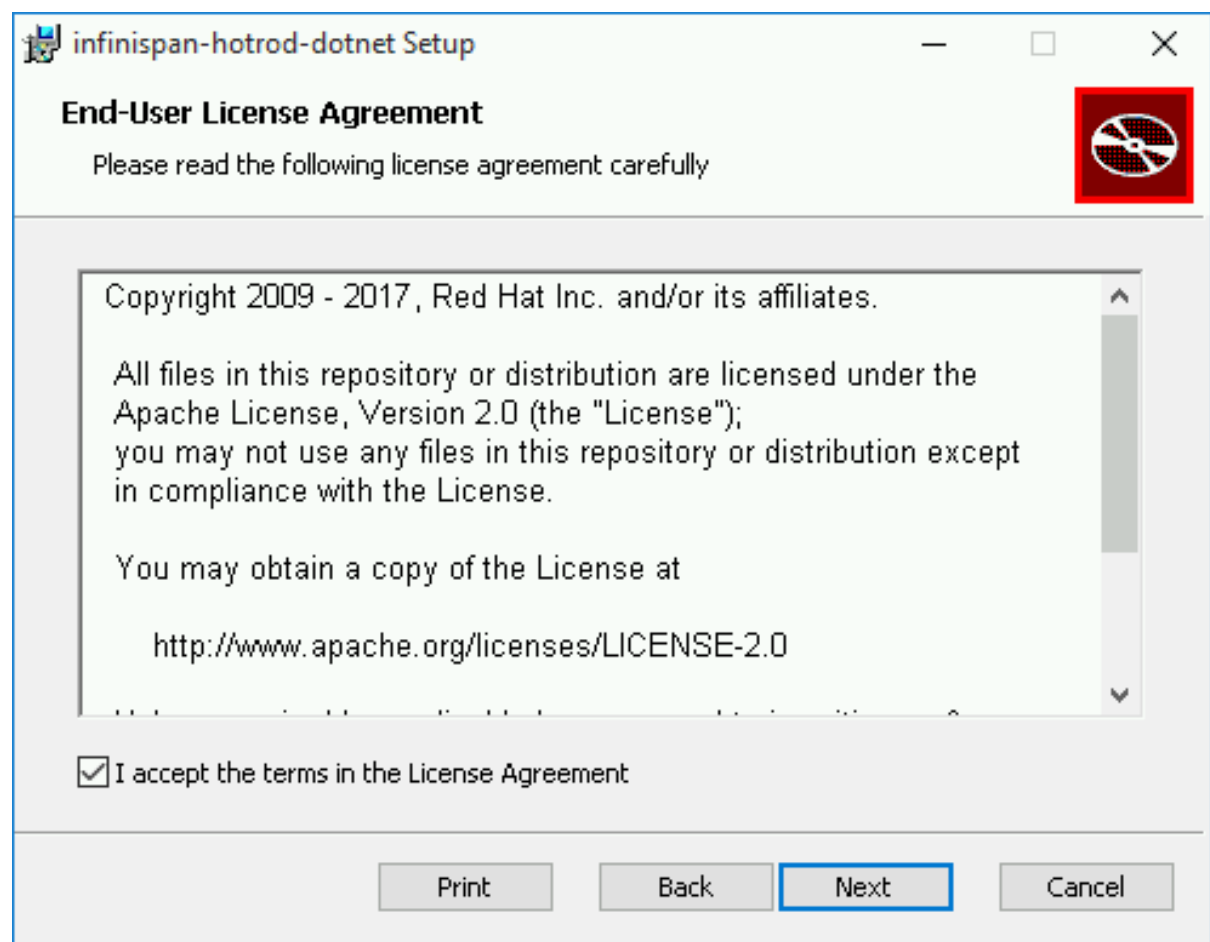 infinispan-hotrod-dotnet Setup
End-User License Agreement
Please read the following license agreement carefully
Copyright 2009 - 2017, Red Hat Inc. and/or its affiliates.
All files in this repository or distribution are licensed under the
Apache License, Version 2.0 (the "License");
you may not use any files in this repository or distribution except
in compliance with the License.
You may obtain a copy of the License at
http://www.apache.org/licenses/LICENSE-2.0
I accept the terms in the License Agreement
Print
Back
Next
Cancel